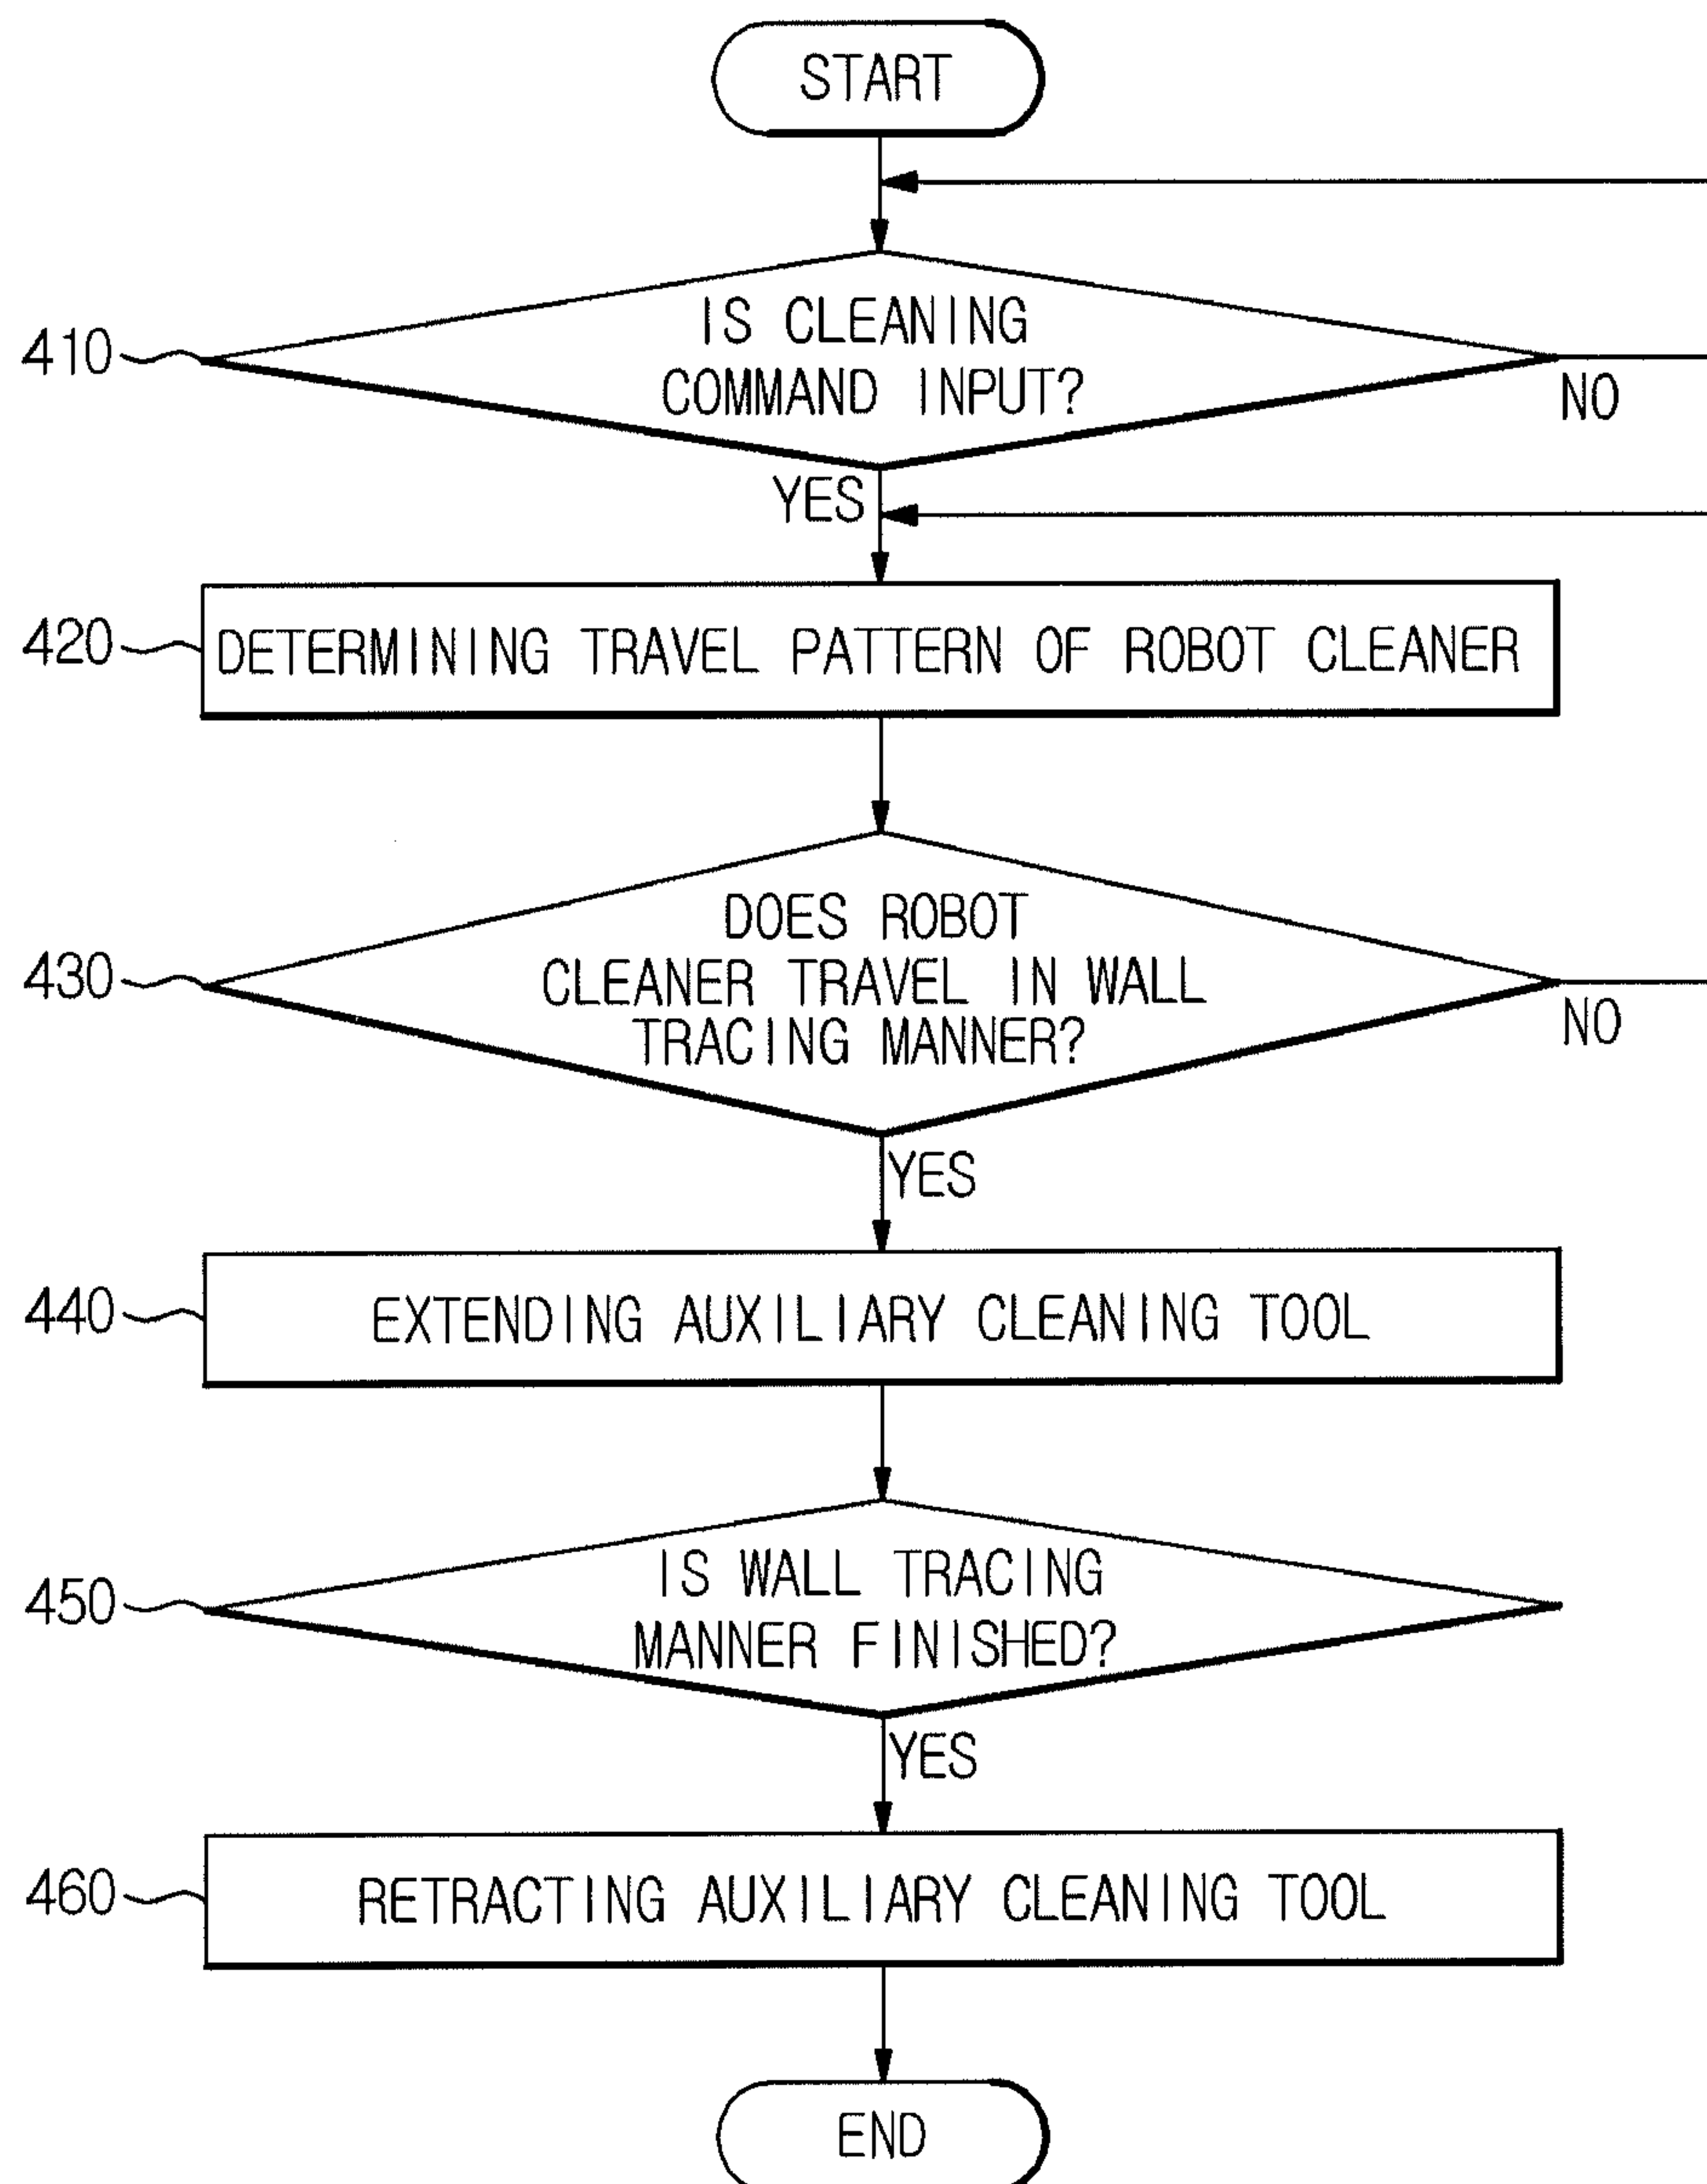 START
410
IS CLEANING
COMMAND INPUT?
NO
YES
420
DETERMINING TRAVEL PATTERN OF ROBOT CLEANER
430
DOES ROBOT
CLEANER TRAVEL IN WALL
TRACING MANNER?
NO
YES
440
EXTENDING AUXILIARY CLEANING TOOL
450
IS WALL TRACING
MANNER FINISHED?
YES
460
RETRACTING AUXILIARY CLEANING TOOL
END